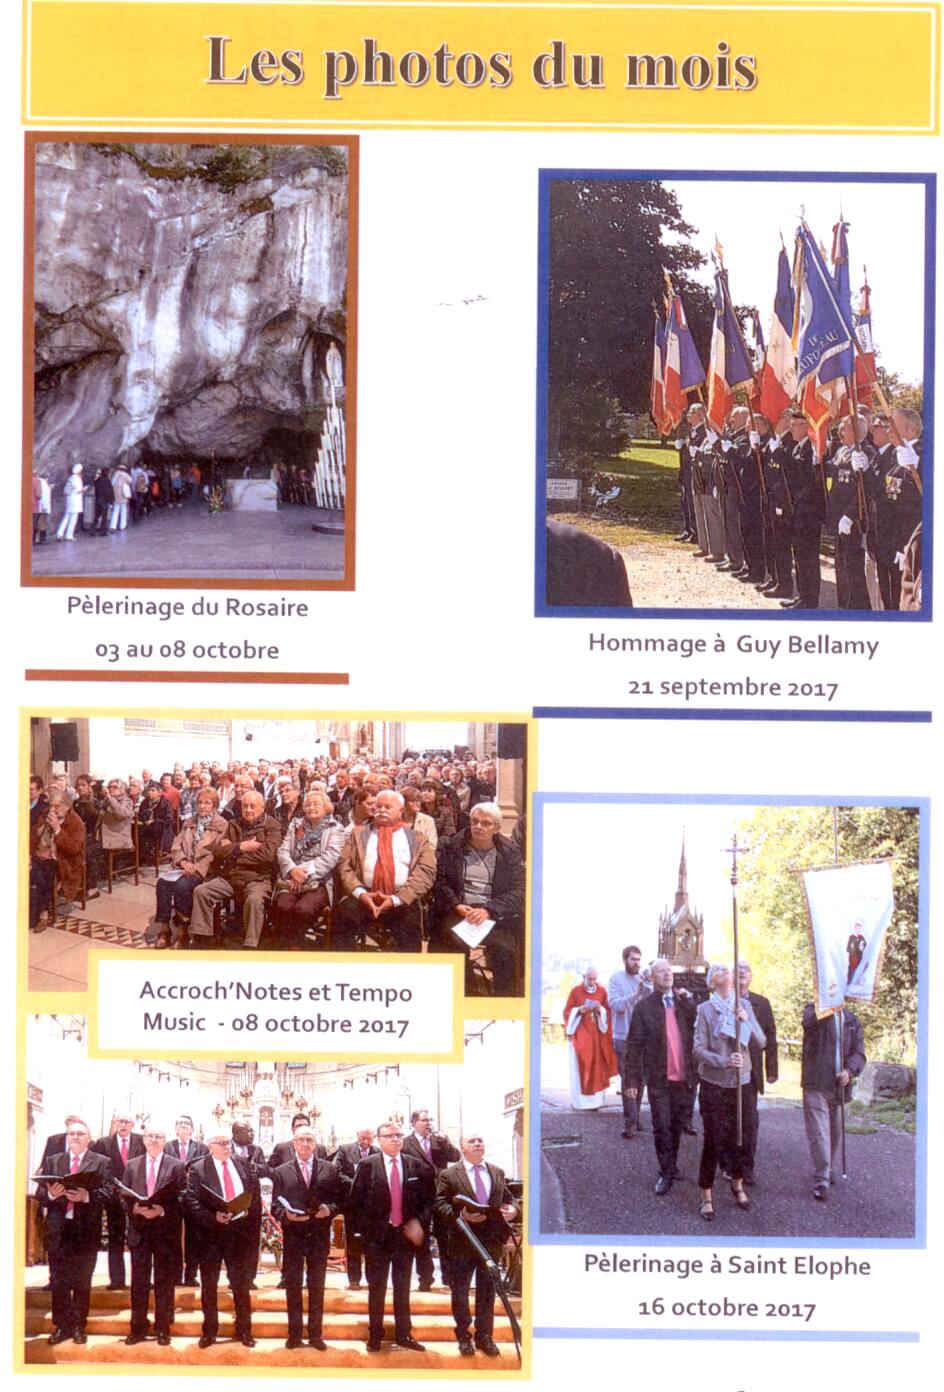 Les photos du mois
Pèlerinage du Rosaire
03 au 08 octobre
Hommage à Guy Bellamy
21 septembre 2017
Accroch'Notes et Tempo
Music - 08 octobre 2017
Pèlerinage à Saint Elophe
16 octobre 2017